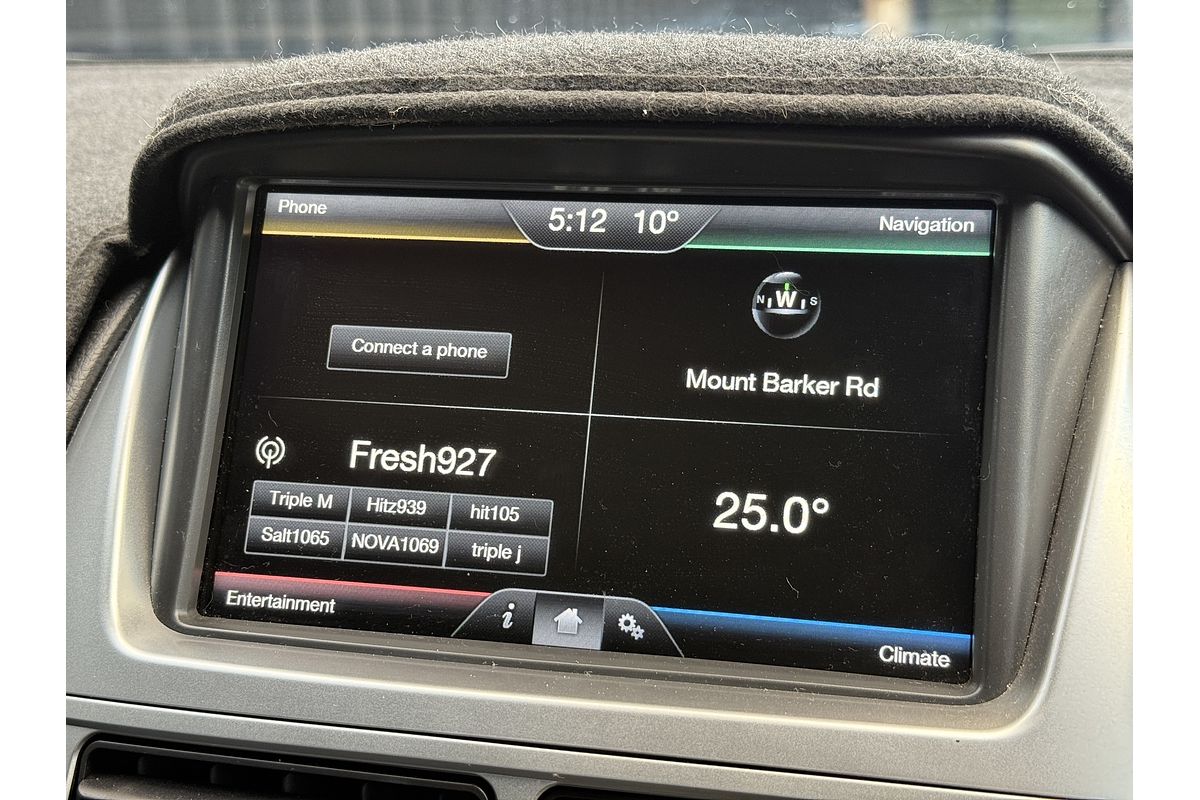 Phone
5:12 10°
Navigation
N W S
Connect a phone
Mount Barker Rd
Fresh927
Triple M Hitz939 hit105
Salt1065 NOVA1069 triple j
25.0°
Entertainment
i
Climate